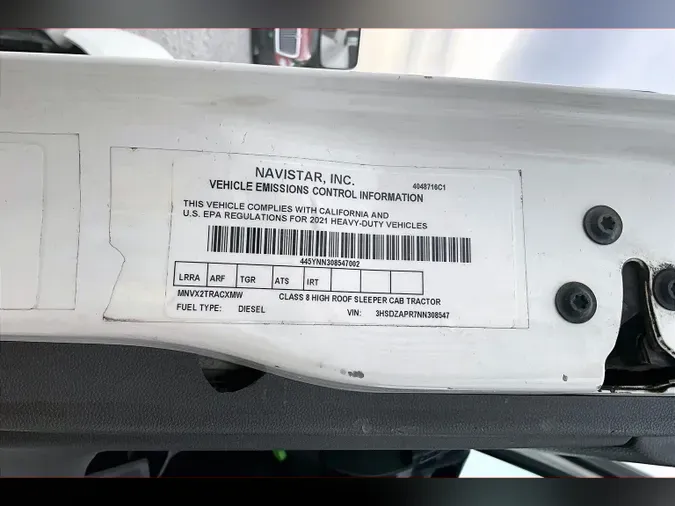 NAVISTAR, INC.
VEHICLE EMISSIONS CONTROL INFORMATION 4048716C1
THIS VEHICLE COMPLIES WITH CALIFORNIA AND
U.S. EPA REGULATIONS FOR 2021 HEAVY-DUTY VEHICLES
445YNN308547002
LRRA ARF TGR ATS IRT
MNVX2TRACXMW CLASS 8 HIGH ROOF SLEEPER CAB TRACTOR
FUEL TYPE: DIESEL VIN: 3HSDZAPR7NN308547